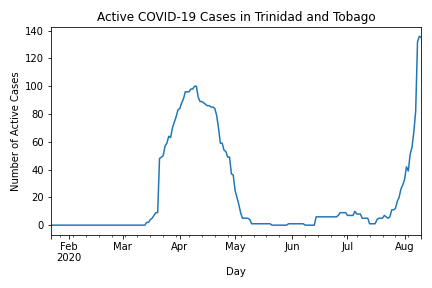 Active COVID-19 Cases in Trinidad and Tobago
140
120
100
80
60
40
20
0
Number of Active Cases
Feb
2020
Mar
Apr
May
Jun
Jul
Aug
Day